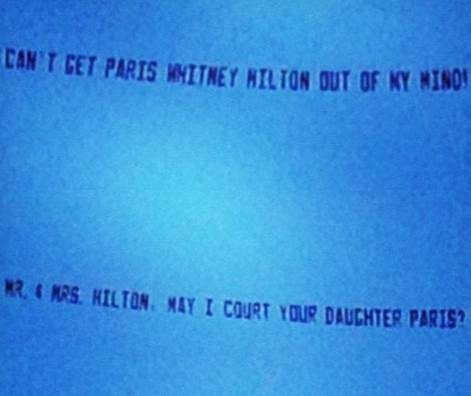 CAN'T GET PARIS WHITNEY HILTON OUT OF MY MIND!
MR. & MRS. HILTON. MAY I COURT YOUR DAUGHTER PARIS?